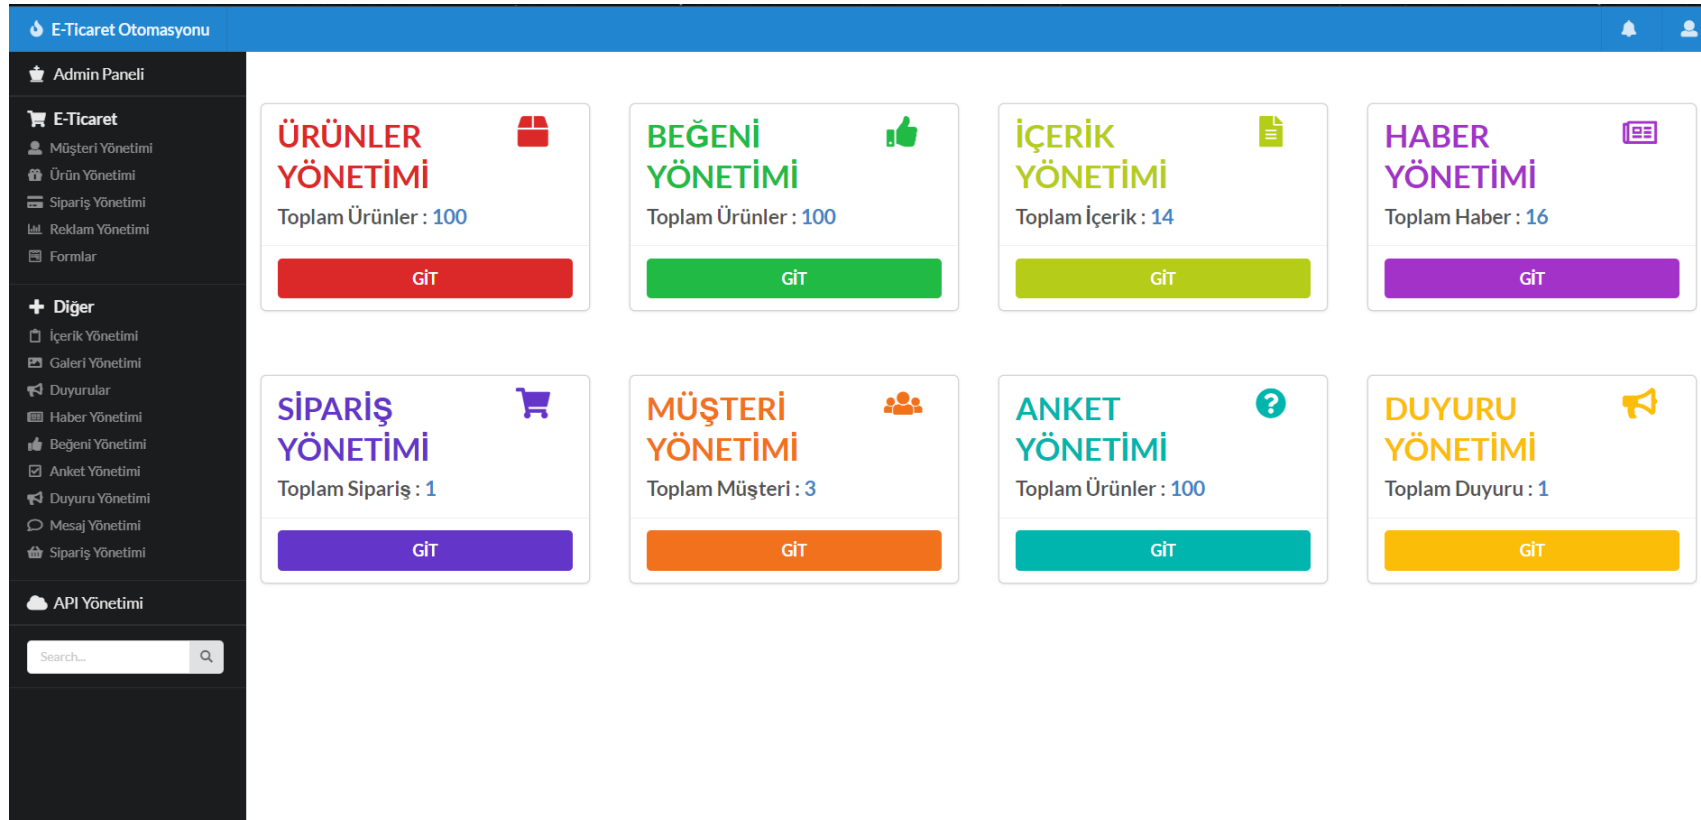 E-Ticaret Otomasyonu
Admin Paneli
E-Ticaret
Müşteri Yönetimi
Ürün Yönetimi
Sipariş Yönetimi
Reklam Yönetimi
Formlar
Diğer
İçerik Yönetimi
Galeri Yönetimi
Duyurular
Haber Yönetimi
Beğeni Yönetimi
Anket Yönetimi
Duyuru Yönetimi
Mesaj Yönetimi
Sipariş Yönetimi
API Yönetimi
Search...
ÜRÜNLER
YÖNETİMİ
Toplam Ürünler : 100
GİT
BEĞENİ
YÖNETİMİ
Toplam Ürünler : 100
GİT
İÇERİK
YÖNETİMİ
Toplam İçerik : 14
GİT
HABER
YÖNETİMİ
Toplam Haber : 16
GİT
SİPARİŞ
YÖNETİMİ
Toplam Sipariş : 1
GİT
MÜŞTERİ
YÖNETİMİ
Toplam Müşteri : 3
GİT
ANKET
YÖNETİMİ
Toplam Ürünler : 100
GİT
DUYURU
YÖNETİMİ
Toplam Duyuru : 1
GİT